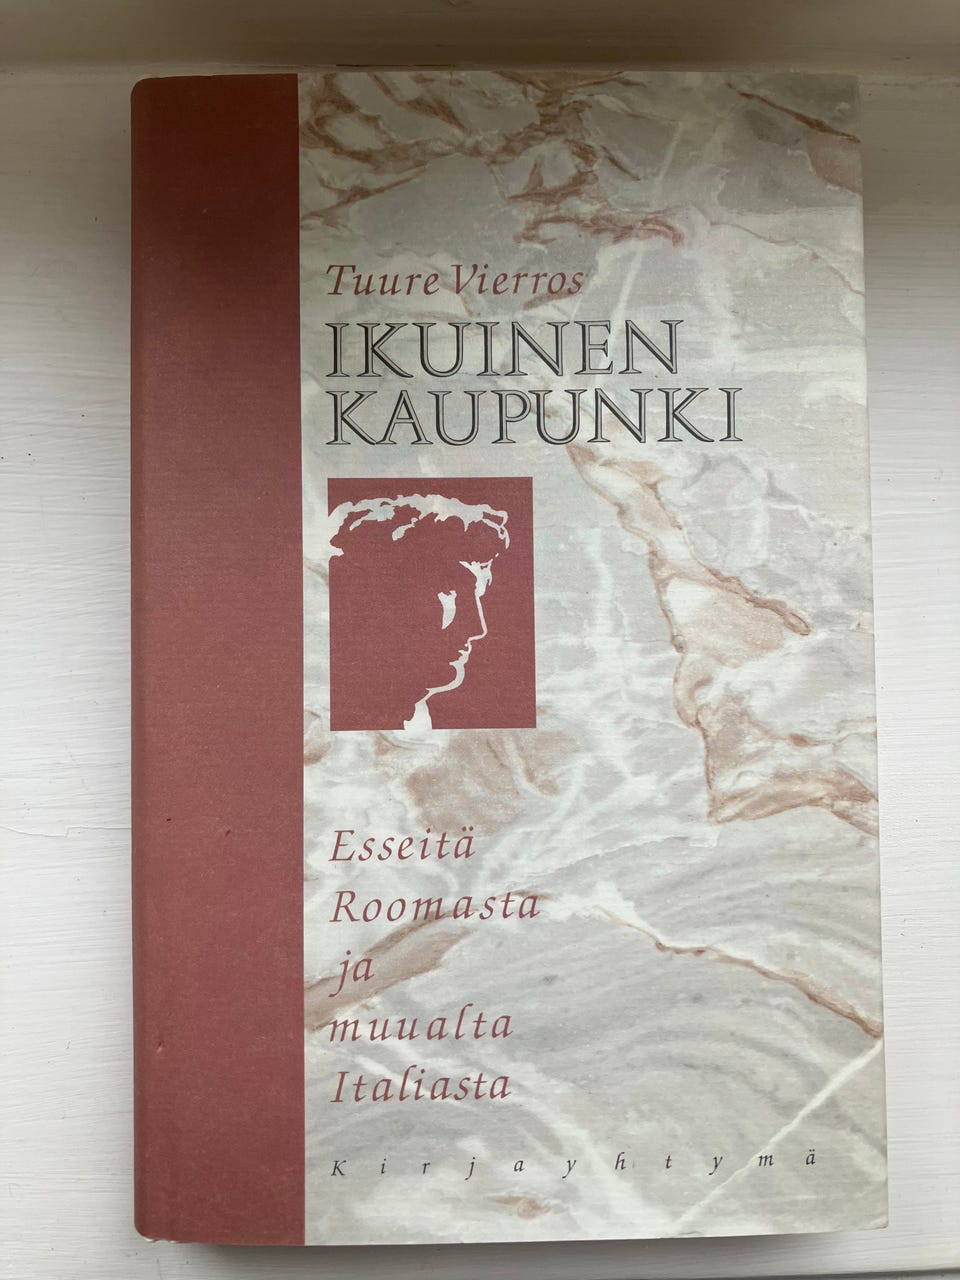 Tuure Vierros
IKUINEN
KAUPUNKI
Esseitä
Roomasta
ja
muualta
Italiasta
Kirjayhtymä